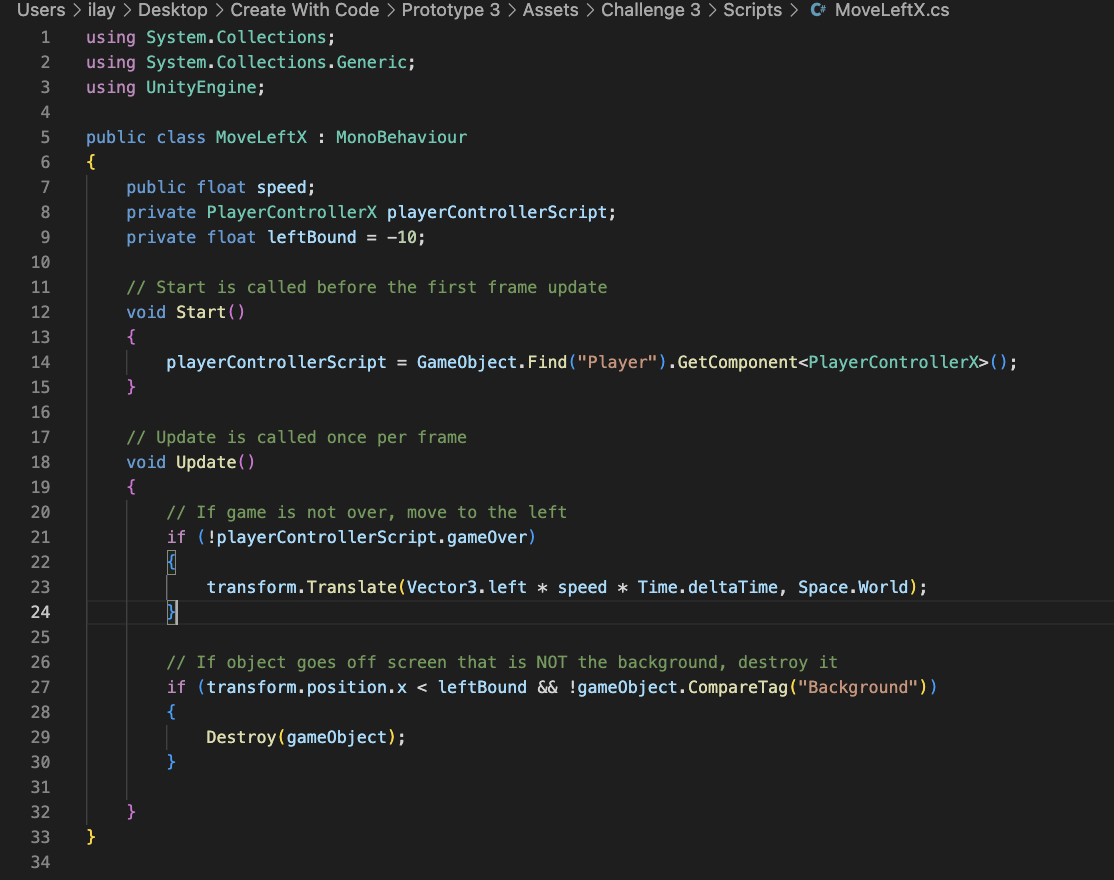 Users > ilay > Desktop > Create With Code > Prototype 3 > Assets > Challenge 3 > Scripts > C# MoveLeftX.cs
1 using System.Collections;
2 using System.Collections.Generic;
3 using UnityEngine;
4
5 public class MoveLeftX : MonoBehaviour
6 {
7     public float speed;
8     private PlayerControllerX playerControllerScript;
9     private float leftBound = -10;
10
11     // Start is called before the first frame update
12     void Start()
13     {
14         playerControllerScript = GameObject.Find("Player").GetComponent<PlayerControllerX>();
15     }
16
17     // Update is called once per frame
18     void Update()
19     {
20         // If game is not over, move to the left
21         if (!playerControllerScript.gameOver)
22         {
23             transform.Translate(Vector3.left * speed * Time.deltaTime, Space.World);
24         }
25
26         // If object goes off screen that is NOT the background, destroy it
27         if (transform.position.x < leftBound && !gameObject.CompareTag("Background"))
28         {
29             Destroy(gameObject);
30         }
31
32     }
33 }
34